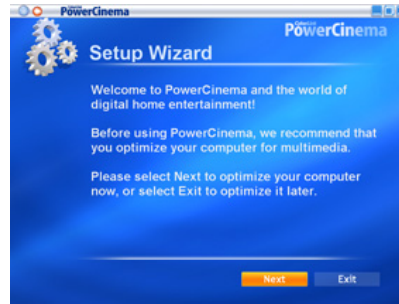 PowerCinema
CyberLink
PowerCinema
Setup Wizard
Welcome to PowerCinema and the world of
digital home entertainment!
Before using PowerCinema, we recommend that
you optimize your computer for multimedia.
Please select Next to optimize your computer
now, or select Exit to optimize it later.
Next Exit